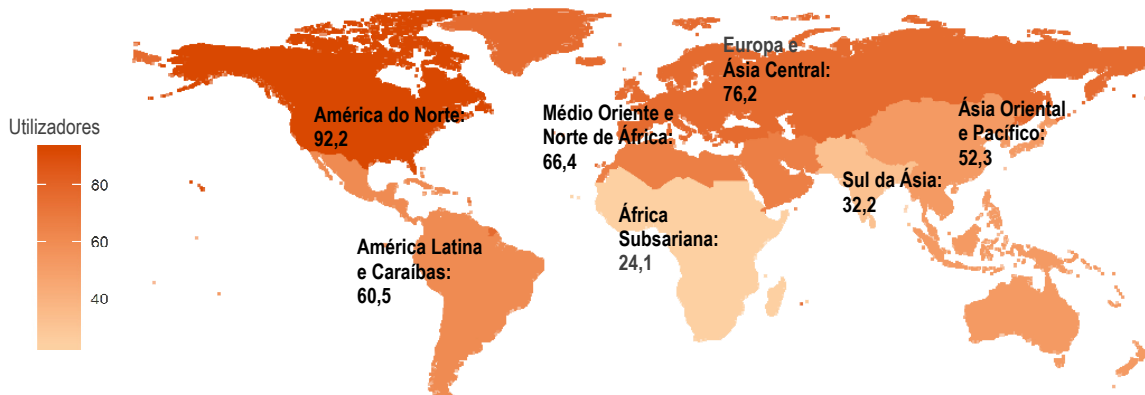 Europa e
Ásia Central:
76,2
América do Norte:
92,2
Médio Oriente e
Norte de África:
66,4
Ásia Oriental
e Pacífico:
52,3
Utilizadores
80
60
40
Sul da Ásia:
32,2
África
Subsariana:
24,1
América Latina
e Caraíbas:
60,5